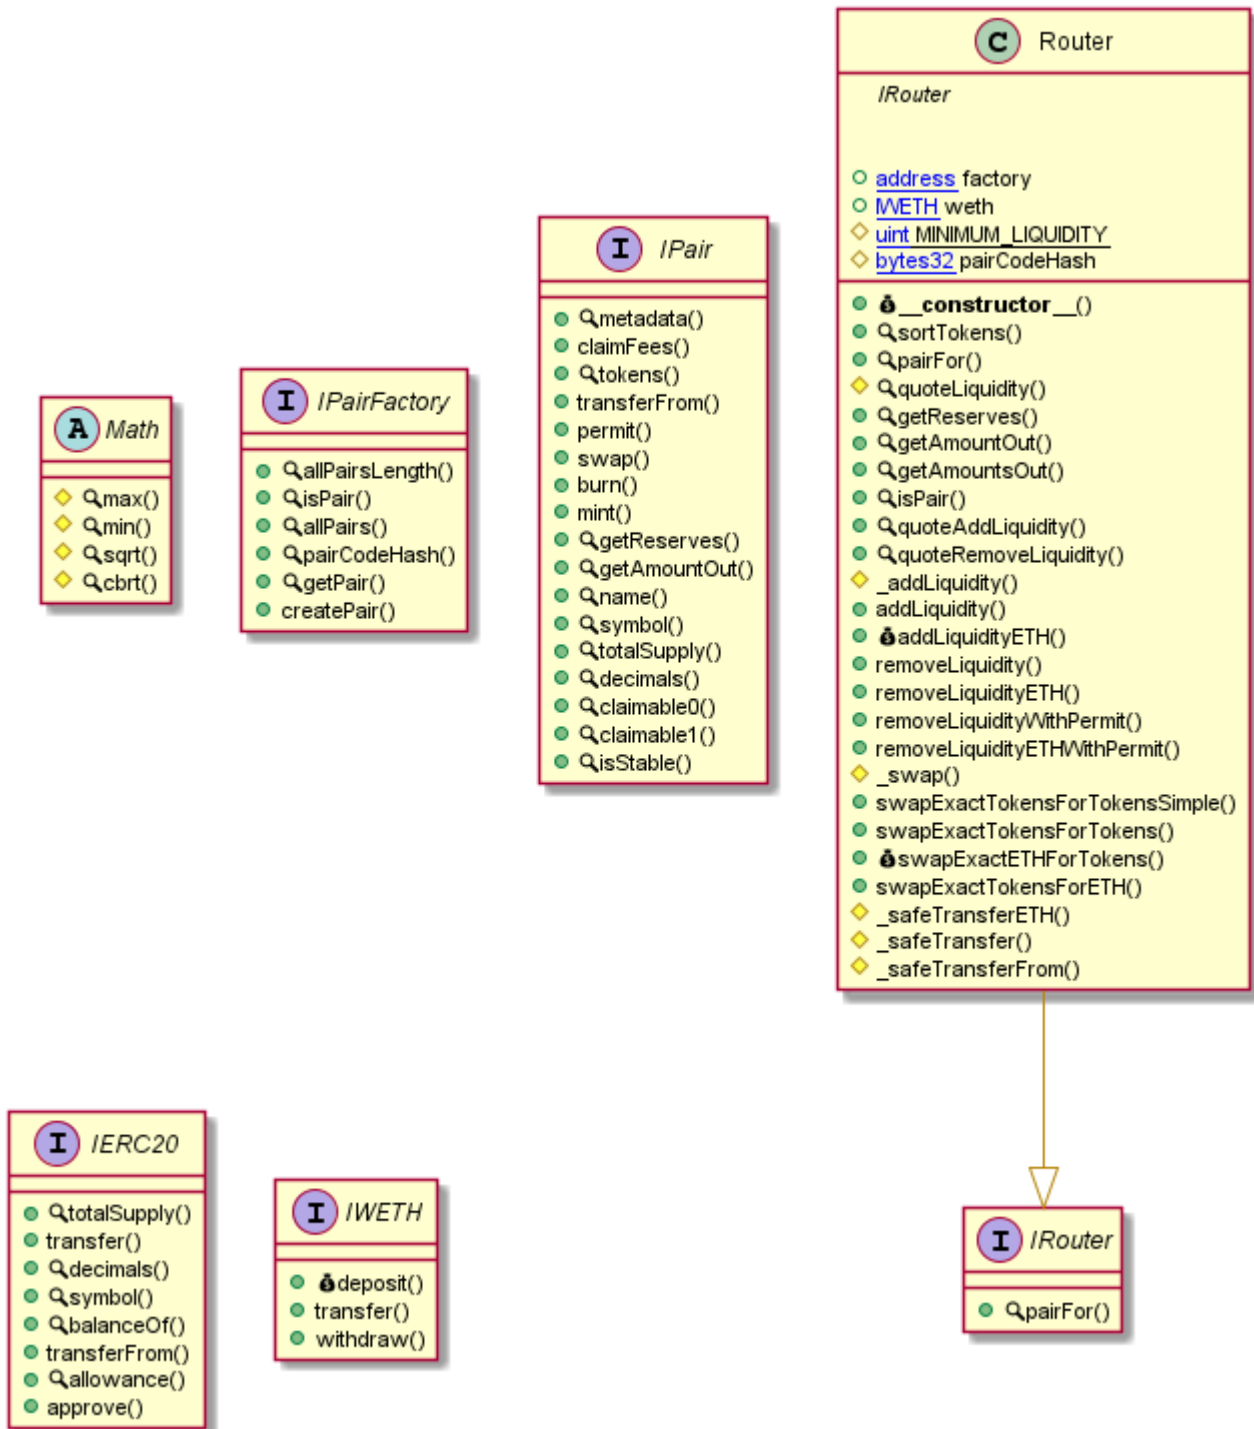 C Router
IRouter
address factory
IWETH weth
uint MINIMUM_LIQUIDITY
bytes32 pairCodeHash
__constructor__()
sortTokens()
pairFor()
quoteLiquidity()
getReserves()
getAmountOut()
getAmountsOut()
isPair()
quoteAddLiquidity()
quoteRemoveLiquidity()
_addLiquidity()
addLiquidity()
addLiquidityETH()
removeLiquidity()
removeLiquidityETH()
removeLiquidityWithPermit()
removeLiquidityETHWithPermit()
_swap()
swapExactTokensForTokensSimple()
swapExactTokensForTokens()
swapExactETHForTokens()
swapExactTokensForETH()
_safeTransferETH()
_safeTransfer()
_safeTransferFrom()
I IPair
metadata()
claimFees()
tokens()
transferFrom()
permit()
swap()
burn()
mint()
getReserves()
getAmountOut()
name()
symbol()
totalSupply()
decimals()
claimable0()
claimable1()
isStable()
I IPairFactory
allPairsLength()
isPair()
allPairs()
pairCodeHash()
getPair()
createPair()
A Math
max()
min()
sqrt()
cbrt()
I IERC20
totalSupply()
transfer()
decimals()
symbol()
balanceOf()
transferFrom()
allowance()
approve()
I IWETH
deposit()
transfer()
withdraw()
I IRouter
pairFor()